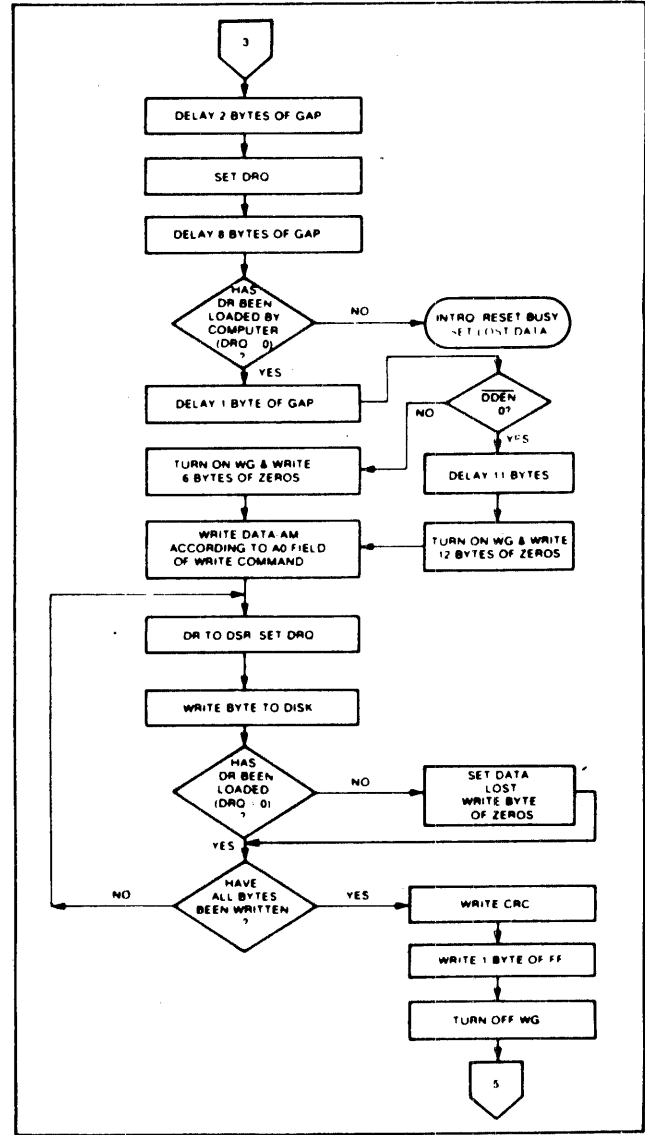 3
DELAY 2 BYTES OF GAP
SET DRQ
DELAY 8 BYTES OF GAP
HAS
DR BEEN
LOADED BY
COMPUTER
(DRQ 0)
?
NO
INTRQ RESET BUSY
SET LOST DATA
YES
DELAY 1 BYTE OF GAP
DDEN
0?
NO
YES
TURN ON WG & WRITE
6 BYTES OF ZEROS
DELAY 11 BYTES
WRITE DATA AM
ACCORDING TO A0 FIELD
OF WRITE COMMAND
TURN ON WG & WRITE
12 BYTES OF ZEROS
DR TO DSR SET DRQ
WRITE BYTE TO DISK
HAS
DR BEEN
LOADED
(DRQ 0)
?
NO
SET DATA
LOST
WRITE BYTE
OF ZEROS
YES
HAVE
ALL BYTES
BEEN WRITTEN
?
NO
YES
WRITE CRC
WRITE 1 BYTE OF FF
TURN OFF WG
5